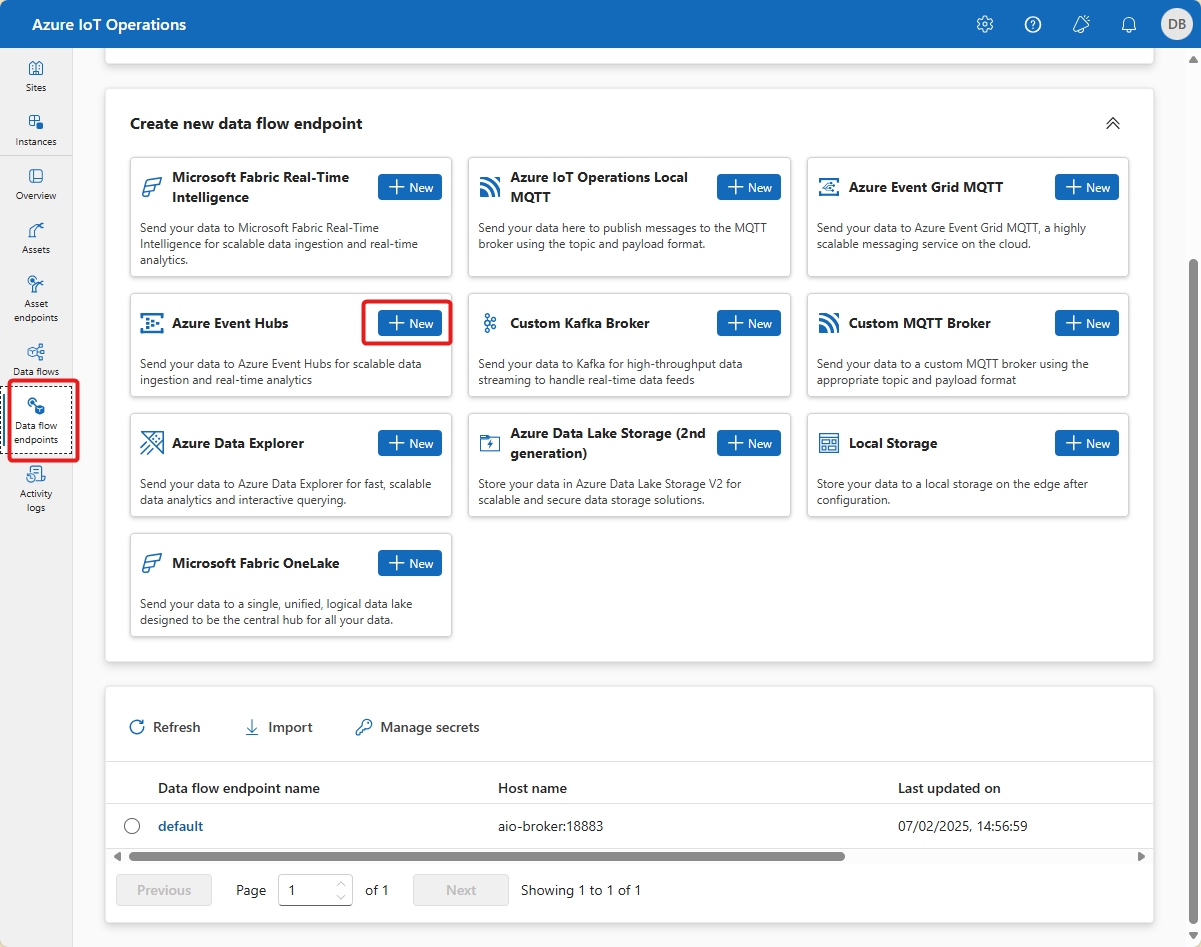 Azure IoT Operations
DB
Sites
Instances
Overview
Assets
Asset
endpoints
Data flows
Data flow
endpoints
Activity
logs
Create new data flow endpoint
Microsoft Fabric Real-Time
Intelligence
New
Send your data to Microsoft Fabric Real-Time
Intelligence for scalable data ingestion and real-time
analytics.
Azure IoT Operations Local
MQTT
New
Send your data here to publish messages to the MQTT
broker using the topic and payload format.
Azure Event Grid MQTT
New
Send your data to Azure Event Grid MQTT, a highly
scalable messaging service on the cloud.
Azure Event Hubs
New
Send your data to Azure Event Hubs for scalable data
ingestion and real-time analytics
Custom Kafka Broker
New
Send your data to Kafka for high-throughput data
streaming to handle real-time data feeds
Custom MQTT Broker
New
Send your data to a custom MQTT broker using the
appropriate topic and payload format
Azure Data Explorer
New
Send your data to Azure Data Explorer for fast, scalable
data analytics and interactive querying.
Azure Data Lake Storage (2nd
generation)
New
Store your data in Azure Data Lake Storage V2 for
scalable and secure data storage solutions.
Local Storage
New
Store your data to a local storage on the edge after
configuration.
Microsoft Fabric OneLake
New
Send your data to a single, unified, logical data lake
designed to be the central hub for all your data.
Refresh
Import
Manage secrets
Data flow endpoint name
Host name
Last updated on
default
aio-broker:18883
07/02/2025, 14:56:59
Previous
Page
1
of 1
Next
Showing 1 to 1 of 1